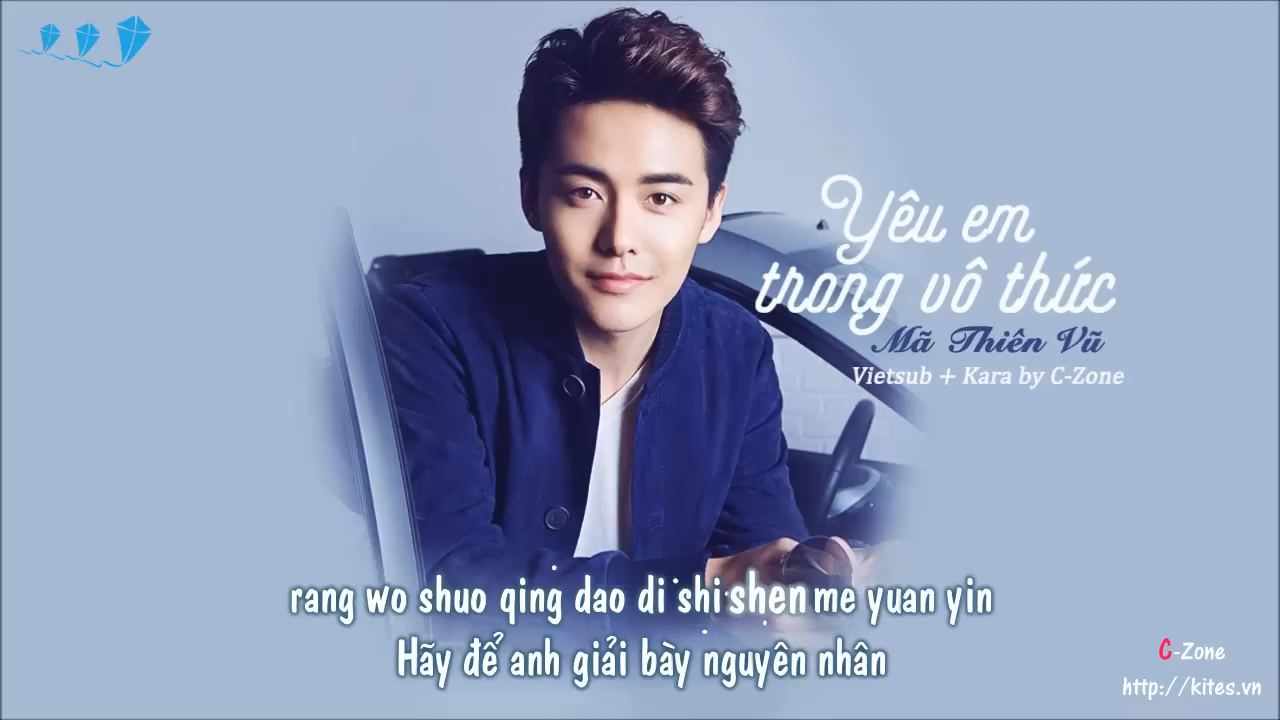 Yêu em
trong vô thức
Mã Thiên Vũ
Vietsub + Kara by C-Zone
rang wo shuo qing dao di shi shen me yuan yin
Hãy để anh giải bày nguyên nhân
C-Zone
http://kites.vn